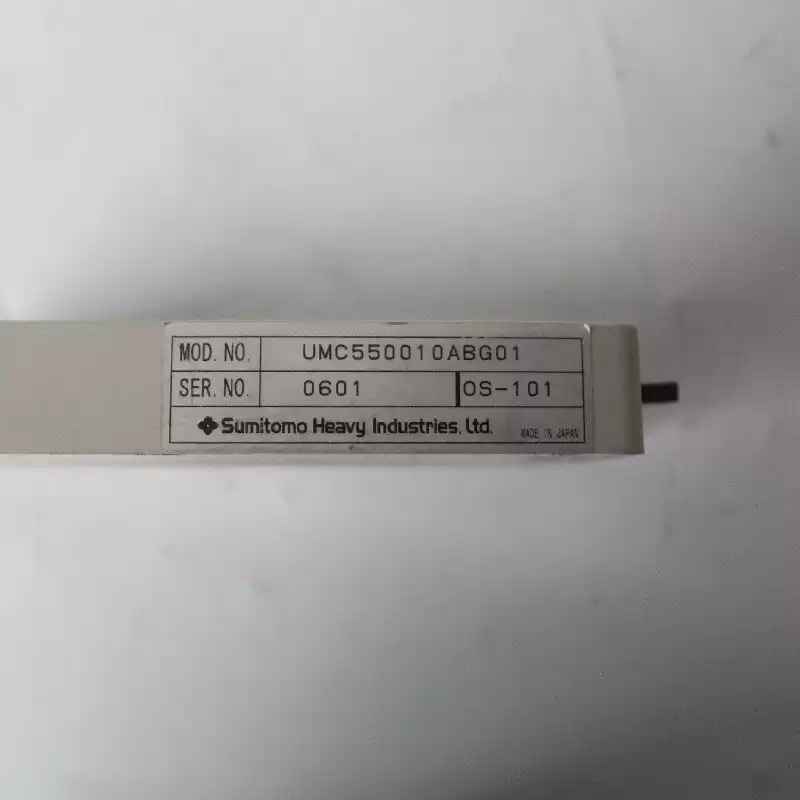 MOD. NO. UMC550010ABG01
SER. NO. 0601 OS-101
Sumitomo Heavy Industries, Ltd. MADE IN JAPAN